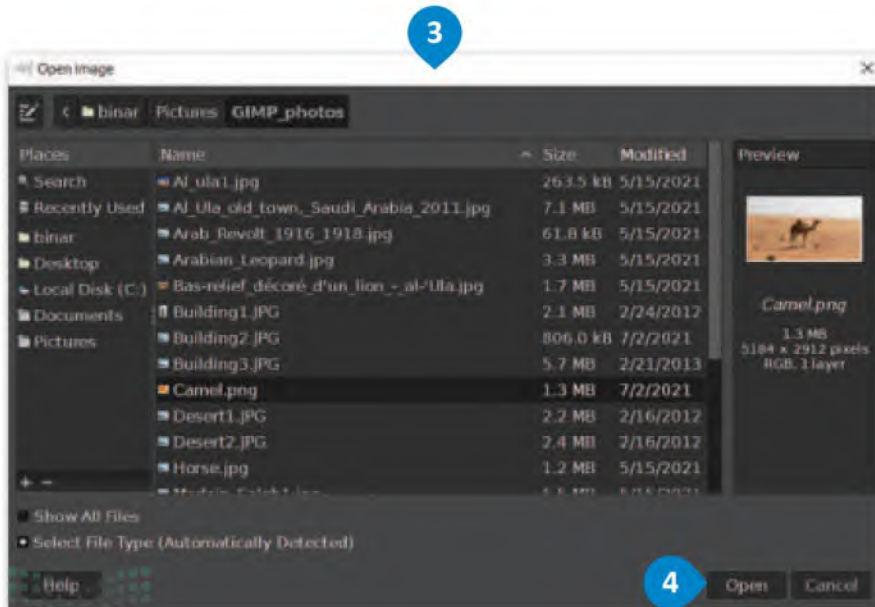 3
Open Image
binar Pictures GIMP_photos
Places Name Size Modified Preview
Search Al_ula1.jpg 263.5 kB 5/15/2021
Recently Used Al_Ula_old_town,_Saudi_Arabia_2011.jpg 7.1 MB 5/15/2021
binar Arab_Revolt_1916_1918.jpg 61.8 kB 5/15/2021
Desktop Arabian_Leopard.jpg 3.3 MB 5/15/2021
Local Disk (C:) Bas-relief_décoré_d'un_lion_-_al-'Ula.jpg 1.7 MB 5/15/2021
Documents Building1.JPG 2.1 MB 2/24/2012
Pictures Building2.JPG 806.0 kB 7/2/2021
Building3.JPG 5.7 MB 2/21/2013
Camel.png 1.3 MB 7/2/2021
Desert1.JPG 2.2 MB 2/16/2012
Desert2.JPG 2.4 MB 2/16/2012
Horse.jpg 1.2 MB 5/15/2021
Camel.png
1.3 MB
5184 x 2912 pixels
RGB, 1 layer
Show All Files
Select File Type (Automatically Detected)
Help 4 Open Cancel